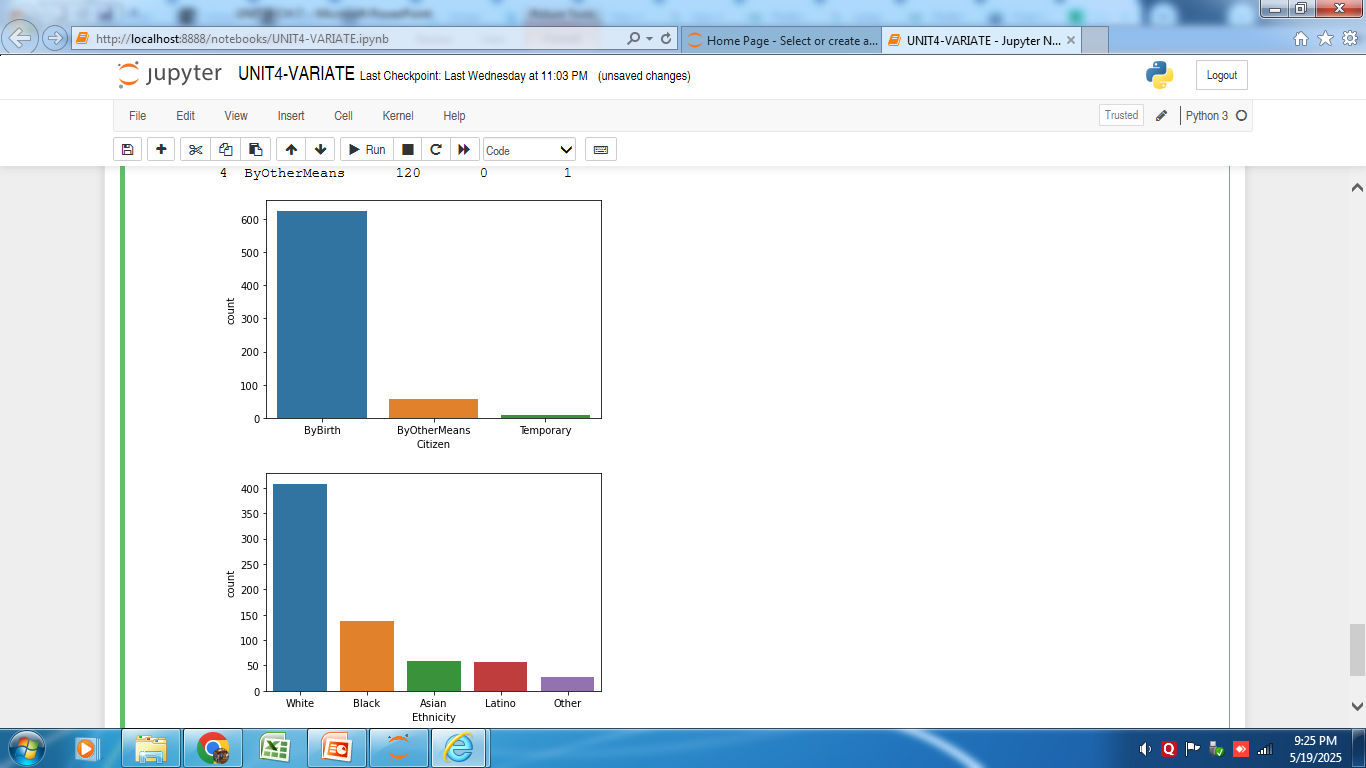 http://localhost:8888/notebooks/UNIT4-VARIATE.ipynb
Home Page - Select or create a...
UNIT4-VARIATE - Jupyter N...
jupyter UNIT4-VARIATE Last Checkpoint: Last Wednesday at 11:03 PM (unsaved changes)
Logout
File Edit View Insert Cell Kernel Help
Trusted
Python 3
Run
Code
4 ByOtherMeans 120 0 1
600
500
400
300
200
100
0
count
ByBirth ByOtherMeans Temporary
Citizen
400
350
300
250
200
150
100
50
0
count
White Black Asian Latino Other
Ethnicity
9:25 PM
5/19/2025